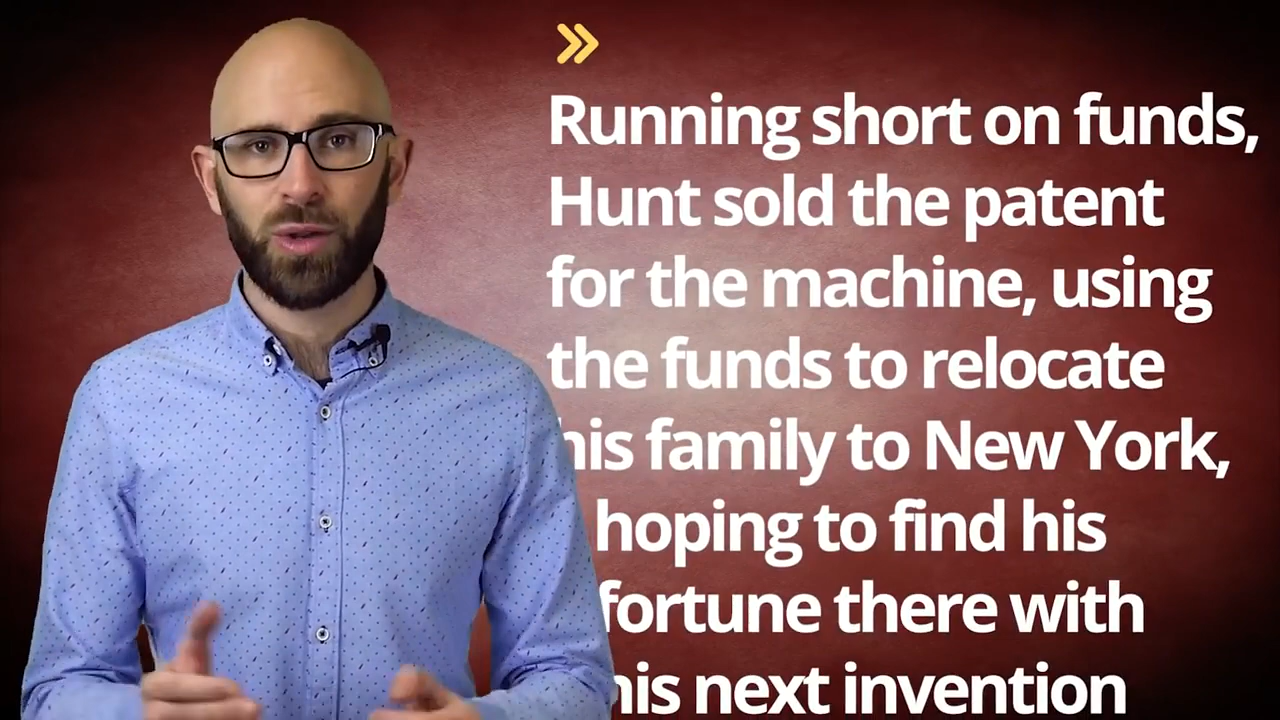 Running short on funds,
Hunt sold the patent
for the machine, using
the funds to relocate
his family to New York,
hoping to find his
fortune there with
his next invention